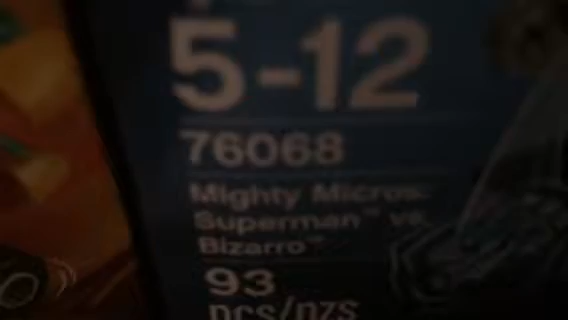 5-12
76068
Mighty Micros:
Superman™ vs.
Bizarro™
93
pcs/pzs